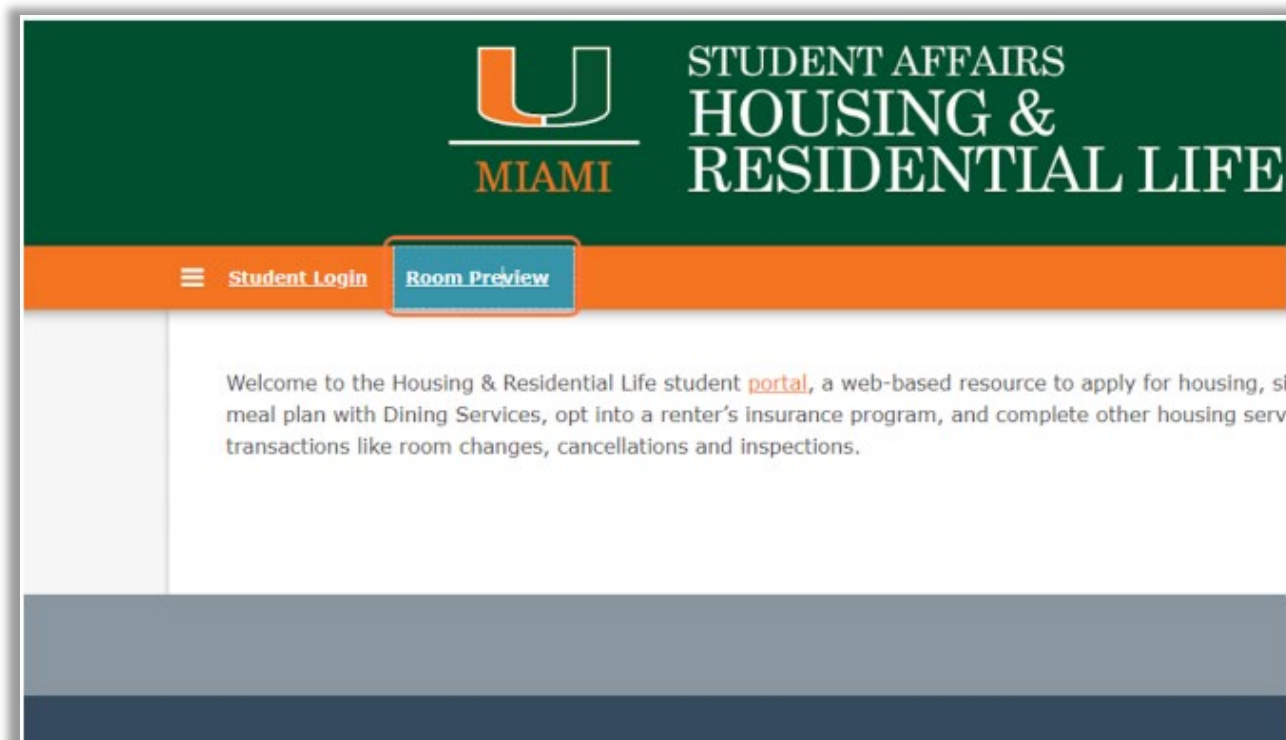 STUDENT AFFAIRS
HOUSING &
RESIDENTIAL LIFE
MIAMI
Student Login Room Preview
Welcome to the Housing & Residential Life student portal, a web-based resource to apply for housing,
meal plan with Dining Services, opt into a renter's insurance program, and complete other housing
transactions like room changes, cancellations and inspections.